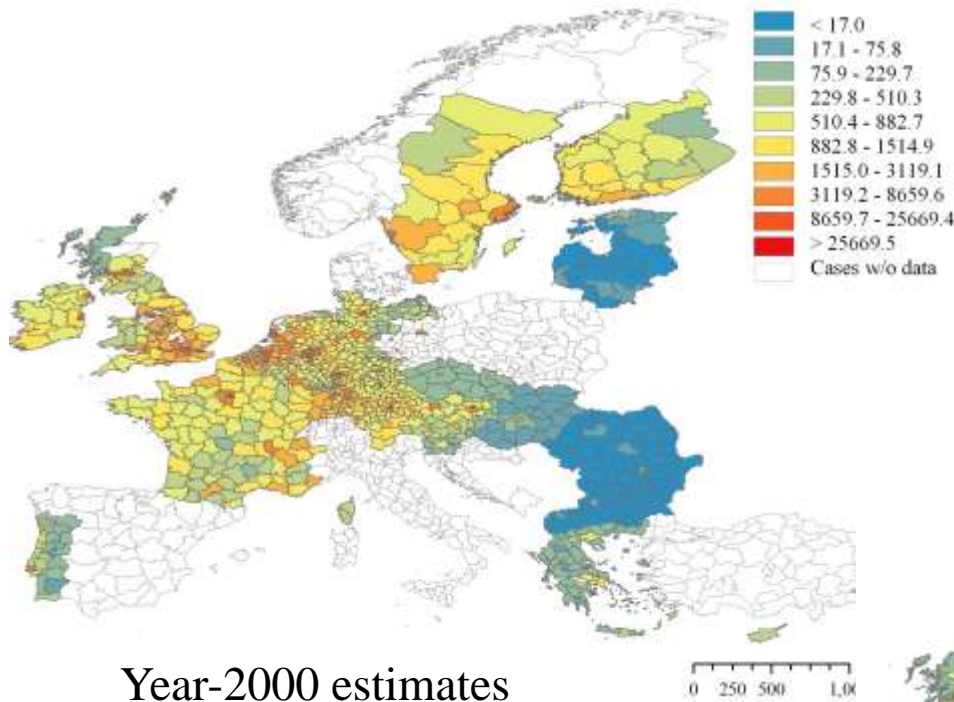 < 17.0
17.1 - 75.8
75.9 - 229.7
229.8 - 510.3
510.4 - 882.7
882.8 - 1514.9
1515.0 - 3119.1
3119.2 - 8659.6
8659.7 - 25669.4
> 25669.5
Cases w/o data
Year-2000 estimates
0 250 500